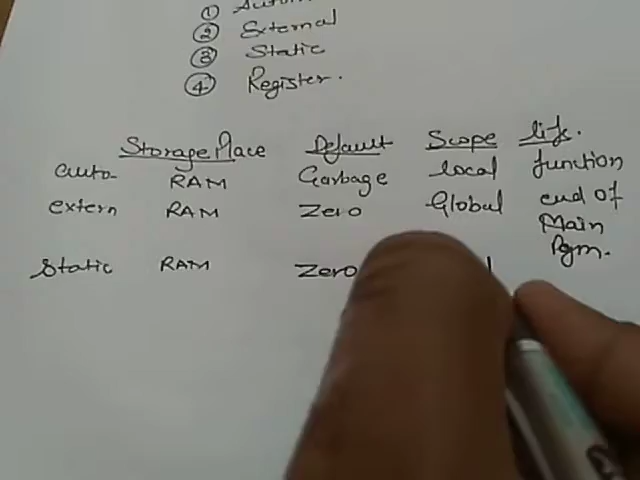 ①
② External
③ Static
④ Register.
Storage Place Default Scope life.
auto RAM Garbage local function
extern RAM Zero Global end of
Main
Pgm.
Static RAM Zero